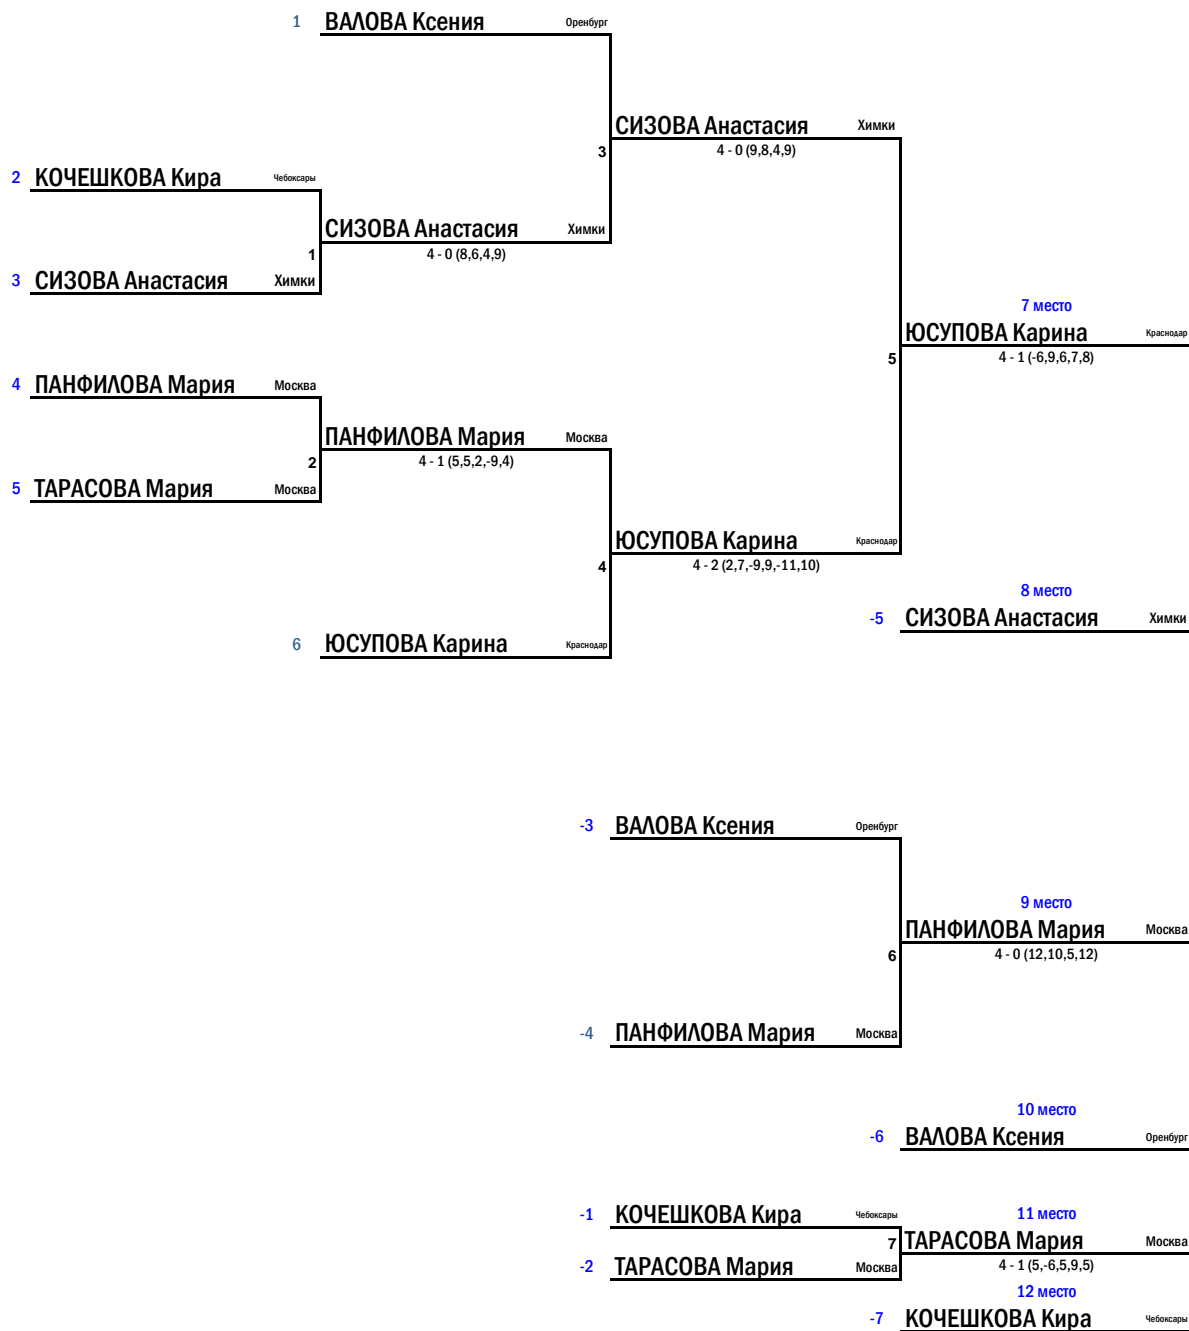 1 ВАЛОВА Ксения Оренбург
СИЗОВА Анастасия Химки
3 4 - 0 (9,8,4,9)
2 КОЧЕШКОВА Кира Чебоксары
СИЗОВА Анастасия Химки
1 4 - 0 (8,6,4,9)
3 СИЗОВА Анастасия Химки
7 место
ЮСУПОВА Карина Краснодар
5 4 - 1 (-6,9,6,7,8)
4 ПАНФИЛОВА Мария Москва
ПАНФИЛОВА Мария Москва
2 4 - 1 (5,5,2,-9,4)
5 ТАРАСОВА Мария Москва
ЮСУПОВА Карина Краснодар
4 4 - 2 (2,7,-9,9,-11,10)
8 место
-5 СИЗОВА Анастасия Химки
6 ЮСУПОВА Карина Краснодар
-3 ВАЛОВА Ксения Оренбург
9 место
ПАНФИЛОВА Мария Москва
6 4 - 0 (12,10,5,12)
-4 ПАНФИЛОВА Мария Москва
10 место
-6 ВАЛОВА Ксения Оренбург
-1 КОЧЕШКОВА Кира Чебоксары
11 место
7 ТАРАСОВА Мария Москва
-2 ТАРАСОВА Мария Москва
4 - 1 (5,-6,5,9,5)
12 место
-7 КОЧЕШКОВА Кира Чебоксары